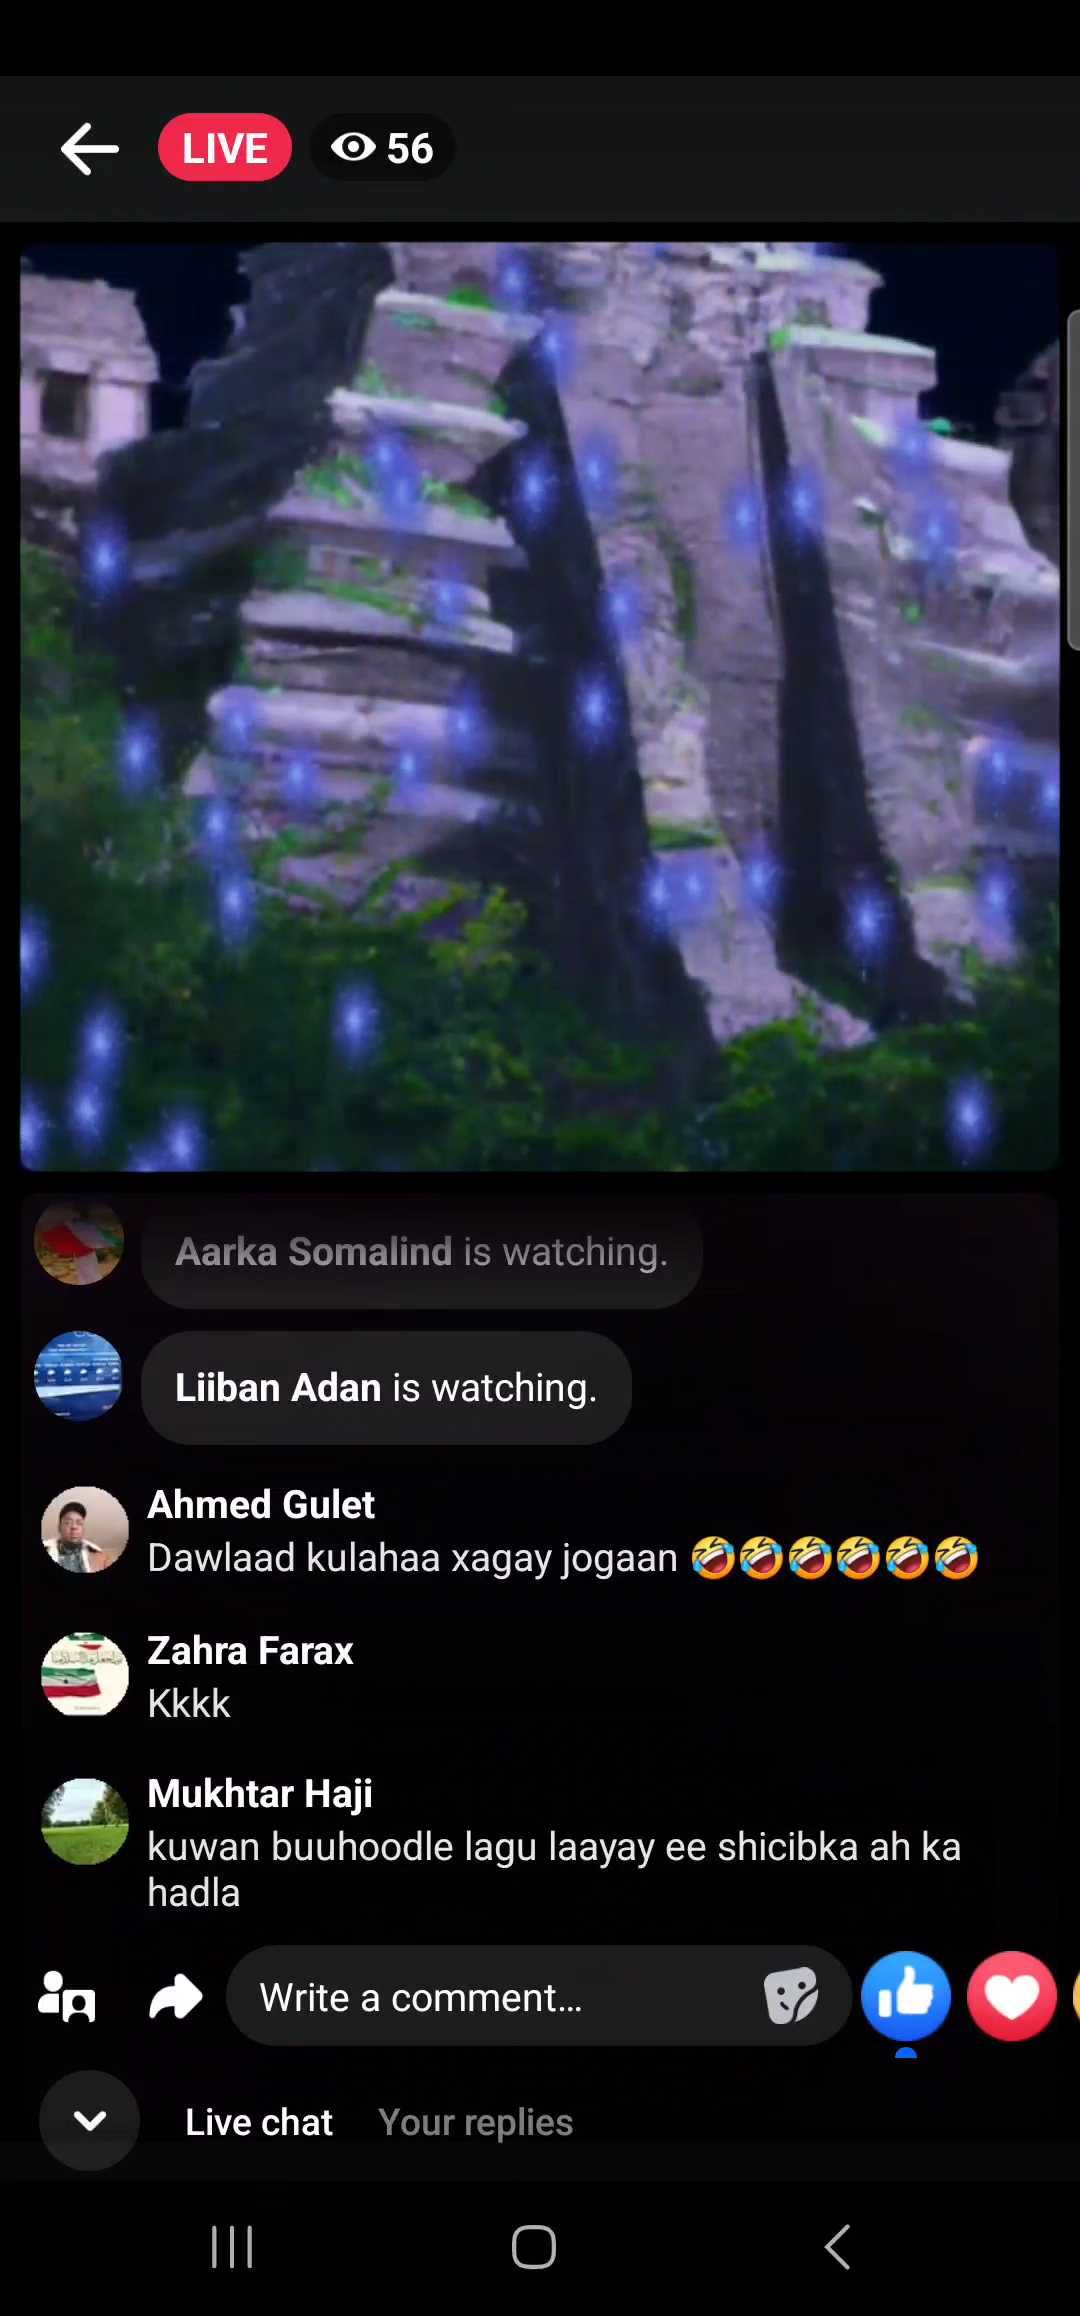 LIVE 56
Aarka Somalind is watching.
Liiban Adan is watching.
Ahmed Gulet
Dawlaad kulahaa xagay jogaan 🤣🤣🤣🤣🤣🤣
Zahra Farax
Kkkk
Mukhtar Haji
kuwan buuhoodle lagu laayay ee shicibka ah ka
hadla
Write a comment...
Live chat Your replies